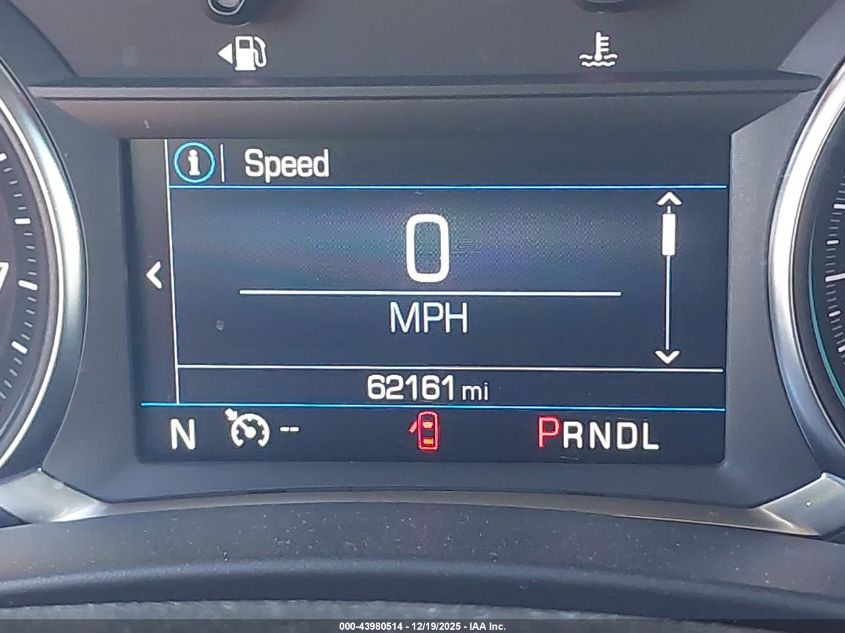 Speed
0
MPH
62161 mi
N -- PRNDL
000-43980514 - 12/19/2025 - IAA Inc.